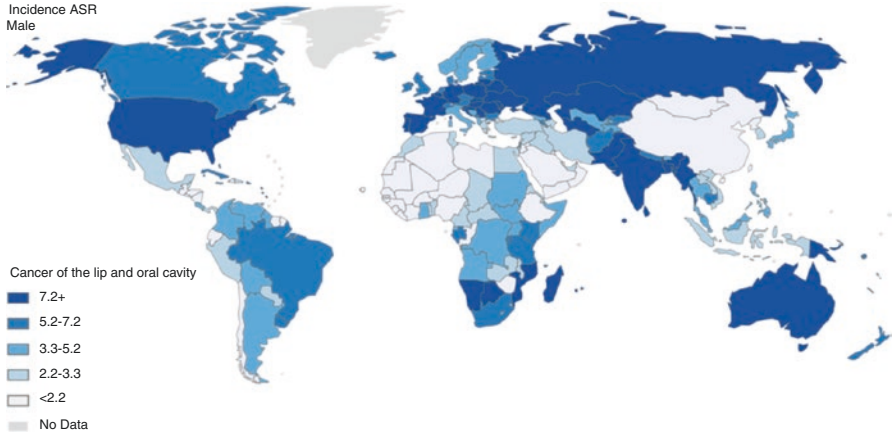 Incidence ASR
Male
Cancer of the lip and oral cavity
7.2+
5.2-7.2
3.3-5.2
2.2-3.3
<2.2
No Data